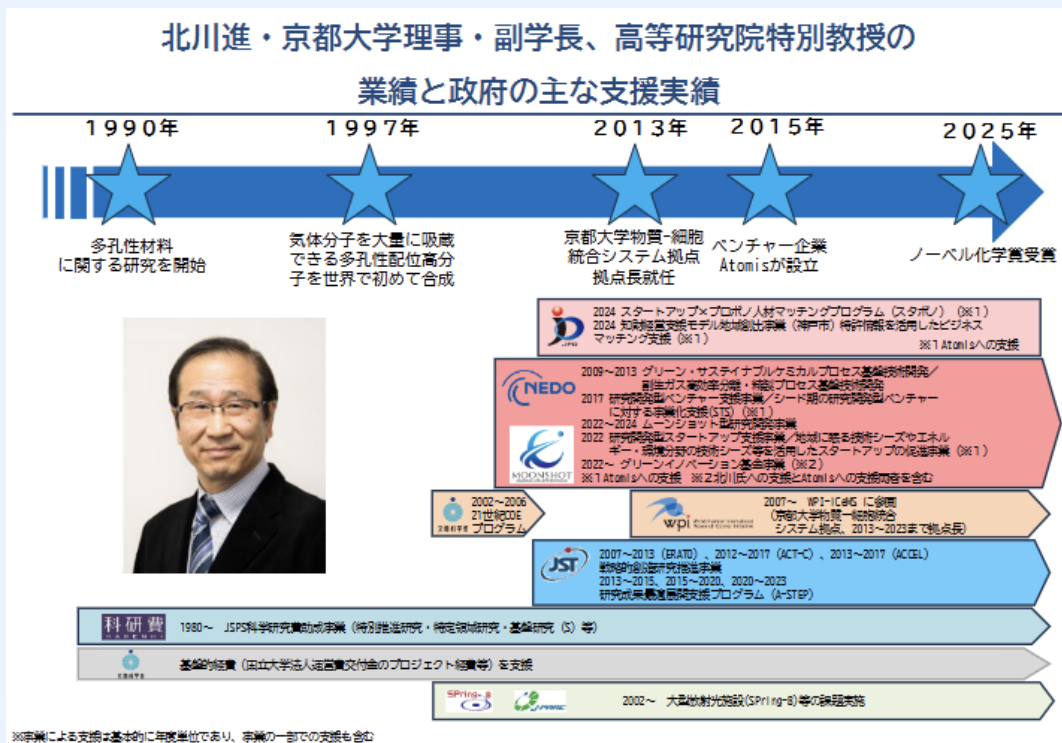 北川進・京都大学理事・副学長、高等研究院特別教授の
業績と政府の主な支援実績
1990年
1997年
2013年
2015年
2025年
多孔性材料
に関する研究を開始
気体分子を大量に吸蔵
できる多孔性配位高分
子を世界で初めて合成
京都大学物質-細胞
統合システム拠点
拠点長就任
ベンチャー企業
Atomisが設立
ノーベル化学賞受賞
JPO
2024 スタートアップ×プロボノ人材マッチングプログラム（スタボノ）（※1）
2024 知財経営支援モデル地域創出事業（神戸市）特許情報を活用したビジネス
マッチング支援（※1）
※1Atomisへの支援
NEDO
2009～2013 グリーン・サステイナブルケミカルプロセス基盤技術開発／
副生ガス高効率分離・精製プロセス基盤技術開発
2017 研究開発型ベンチャー支援事業／シード期の研究開発型ベンチャー
に対する事業化支援(STS)（※1）
2022～2024 ムーンショット型研究開発事業
2022 研究開発型スタートアップ支援事業／地域に眠る技術シーズやエネル
ギー・環境分野の技術シーズ等を活用したスタートアップの促進事業（※1）
2022～ グリーンイノベーション基金事業（※2）
※1Atomisへの支援 ※2北川氏への支援とAtomisへの支援両者を含む
MOONSHOT
文部科学省
2002～2006
21世紀COE
プログラム
wpi
2007～ WPI-iCeMS に参画
（京都大学物質―細胞統合
システム拠点、2013～2023まで拠点長）
JST
2007～2013（ERATO）、2012～2017（ACT-C）、2013～2017（ACCEL）
戦略的創造研究推進事業
2013～2015、2015～2020、2020～2023
研究成果最適展開支援プログラム（A-STEP）
科研費
KAKENHI
1980～ JSPS科学研究費助成事業（特別推進研究・特定領域研究・基盤研究（S）等）
文部科学省
基盤的経費（国立大学法人運営費交付金のプロジェクト経費等）を支援
SPring-8
J-PARC
2002～ 大型放射光施設(SPring-8)等の課題実施
※事業による支援は基本的に年度単位であり、事業の一部での支援も含む